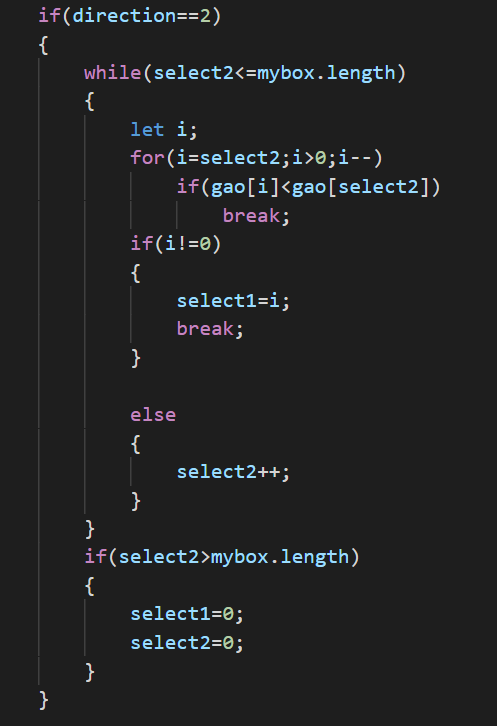 if(direction==2)
{
    while(select2<=mybox.length)
    {
        let i;
        for(i=select2;i>0;i--)
            if(gao[i]<gao[select2])
                break;
        if(i!=0)
        {
            select1=i;
            break;
        }

        else
        {
            select2++;
        }
    }
    if(select2>mybox.length)
    {
        select1=0;
        select2=0;
    }
}